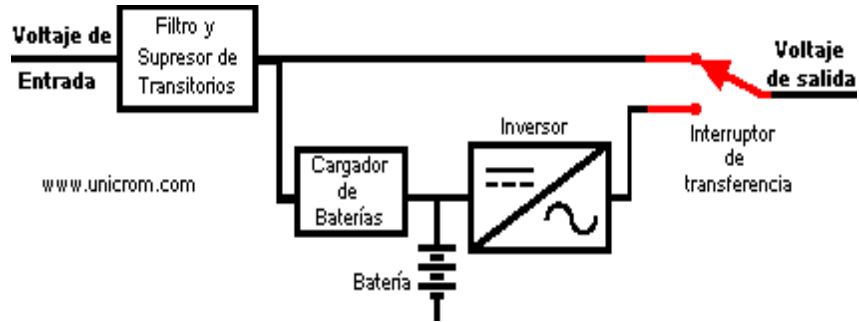 Voltaje de
Entrada
Filtro y
Supresor de
Transitorios
Voltaje
de salida
Interruptor
de
transferencia
Inversor
Cargador
de
Baterías
Batería
www.unicrom.com